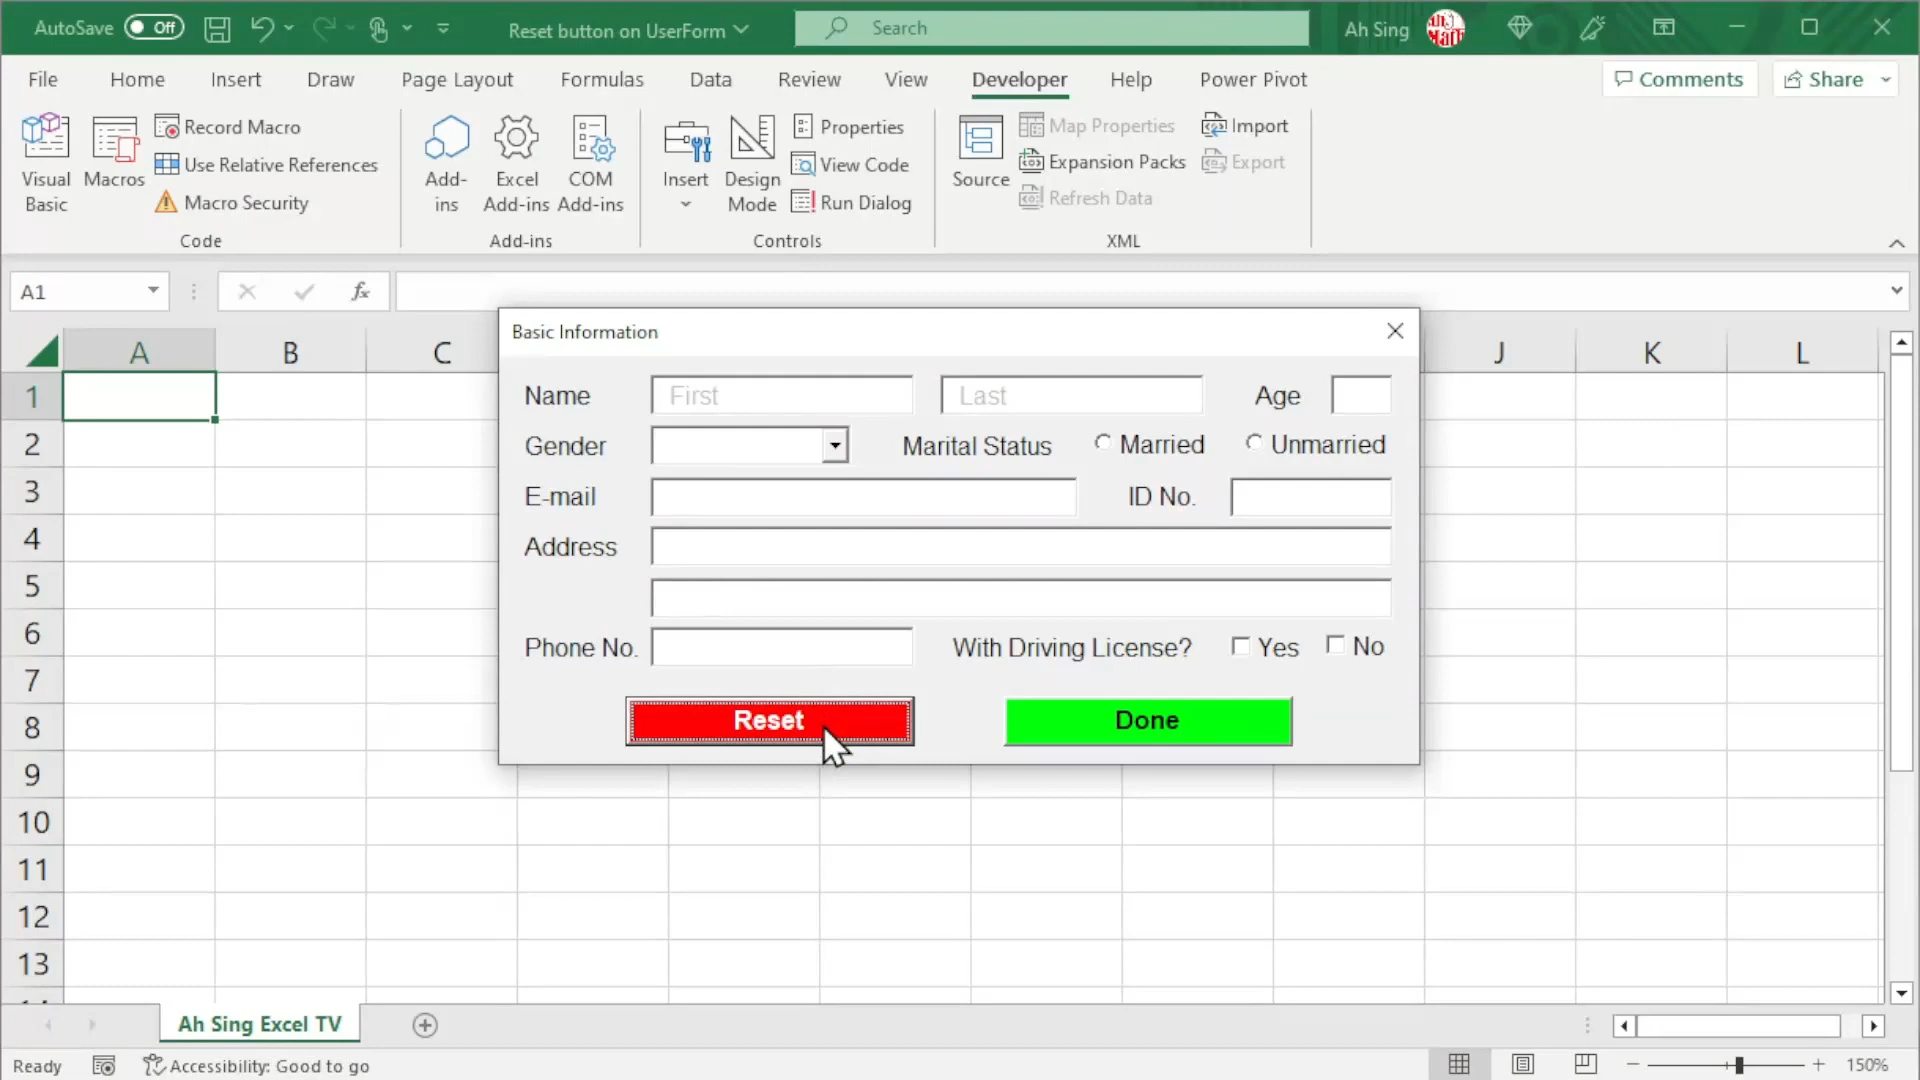 AutoSave Off Reset button on UserForm Search Ah Sing
File Home Insert Draw Page Layout Formulas Data Review View Developer Help Power Pivot Comments Share
Visual Basic
Macros
Record Macro
Use Relative References
Macro Security
Code
Add-ins
Excel Add-ins
COM Add-ins
Add-ins
Insert
Design Mode
Properties
View Code
Run Dialog
Controls
Source
Map Properties
Expansion Packs
Refresh Data
Import
Export
XML
A1 fx
A B C J K L
1
2
3
4
5
6
7
8
9
10
11
12
13
Basic Information
Name First Last Age
Gender Marital Status Married Unmarried
E-mail ID No.
Address
Phone No. With Driving License? Yes No
Reset Done
Ah Sing Excel TV
Ready Accessibility: Good to go 150%